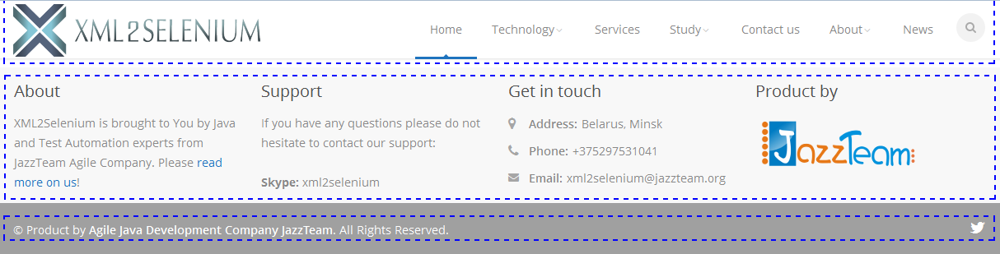 XML2SELENIUM
Home Technology Services Study Contact us About News
About
XML2Selenium is brought to You by Java
and Test Automation experts from
JazzTeam Agile Company. Please read
more on us!
Support
If you have any questions please do not
hesitate to contact our support:
Skype: xml2selenium
Get in touch
Address: Belarus, Minsk
Phone: +375297531041
Email: xml2selenium@jazzteam.org
Product by
JazzTeam
© Product by Agile Java Development Company JazzTeam. All Rights Reserved.